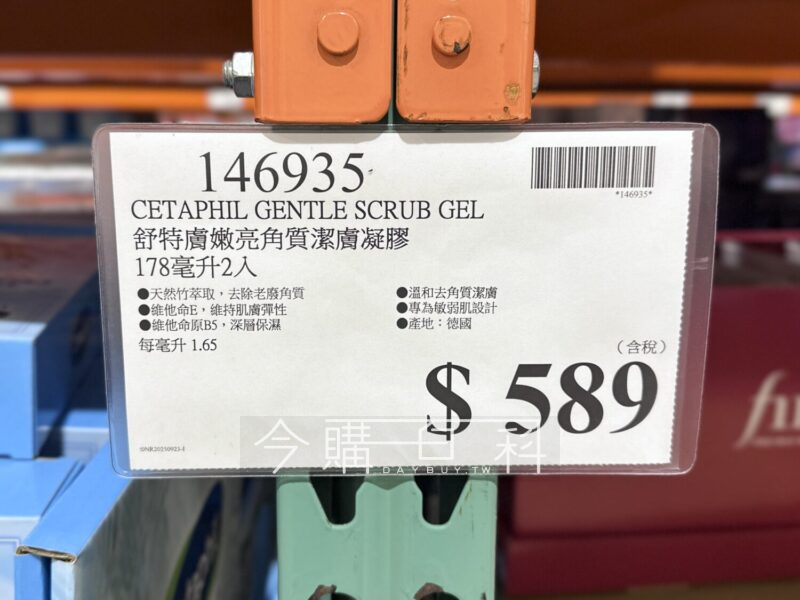 146935
*146935*
CETAPHIL GENTLE SCRUB GEL
舒特膚嫩亮角質潔膚凝膠
178毫升2入
●天然竹萃取，去除老廢角質
●維他命E，維持肌膚彈性
●維他命原B5，深層保濕
●溫和去角質潔膚
●專為敏弱肌設計
●產地：德國
每毫升 1.65
（含稅）
$ 589
今購百科
DAYBUY.TW